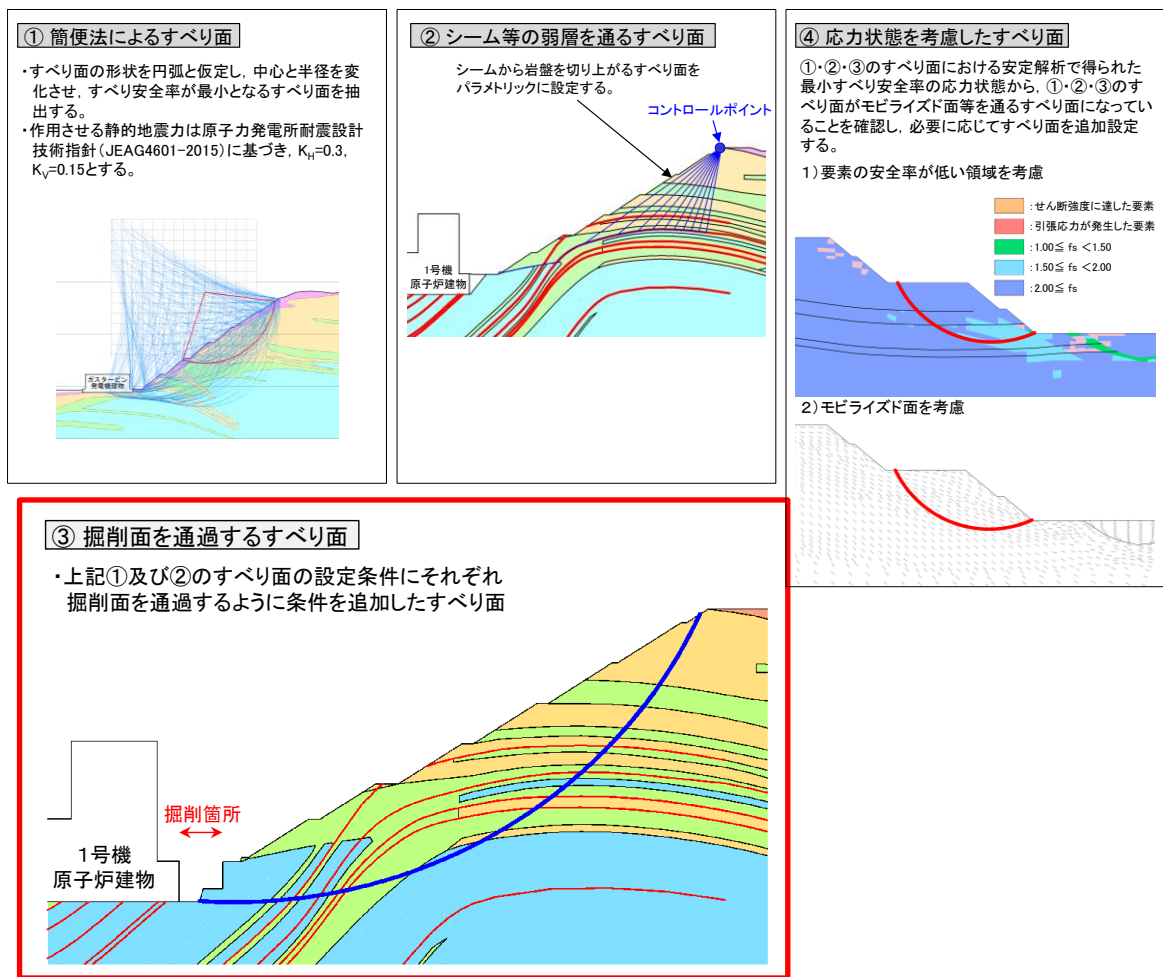 ① 簡便法によるすべり面
・すべり面の形状を円弧と仮定し，中心と半径を変
化させ，すべり安全率が最小となるすべり面を抽
出する。
・作用させる静的地震力は原子力発電所耐震設計
技術指針（JEAG4601-2015）に基づき，KH=0.3，
KV=0.15とする。
ガスタービン
発電機建物
② シーム等の弱層を通るすべり面
シームから岩盤を切り上がるすべり面を
パラメトリックに設定する。
コントロールポイント
1号機
原子炉建物
④ 応力状態を考慮したすべり面
①・②・③のすべり面における安定解析で得られた
最小すべり安全率の応力状態から，①・②・③のす
べり面がモビライズド面等を通るすべり面になってい
ることを確認し，必要に応じてすべり面を追加設定
する。
1）要素の安全率が低い領域を考慮
：せん断強度に達した要素
：引張応力が発生した要素
：1.00≦ fs ＜1.50
：1.50≦ fs ＜2.00
：2.00≦ fs
2）モビライズド面を考慮
③ 掘削面を通過するすべり面
・上記①及び②のすべり面の設定条件にそれぞれ
掘削面を通過するように条件を追加したすべり面
掘削箇所
1号機
原子炉建物